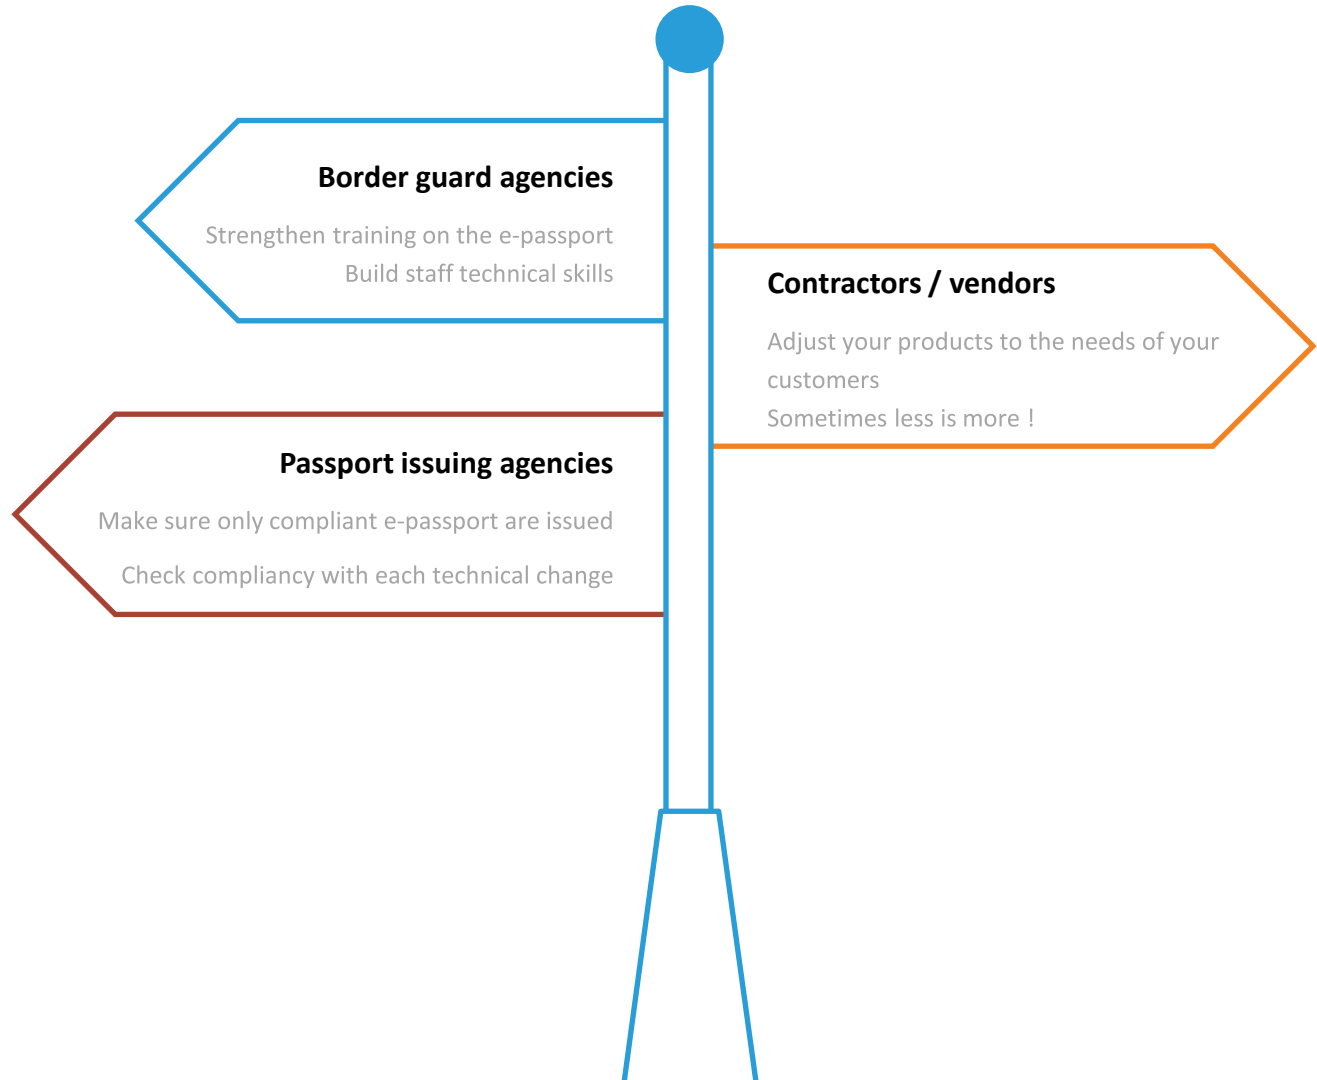 Border guard agencies
Strengthen training on the e-passport
Build staff technical skills
Contractors / vendors
Adjust your products to the needs of your
customers
Sometimes less is more !
Passport issuing agencies
Make sure only compliant e-passport are issued
Check compliancy with each technical change